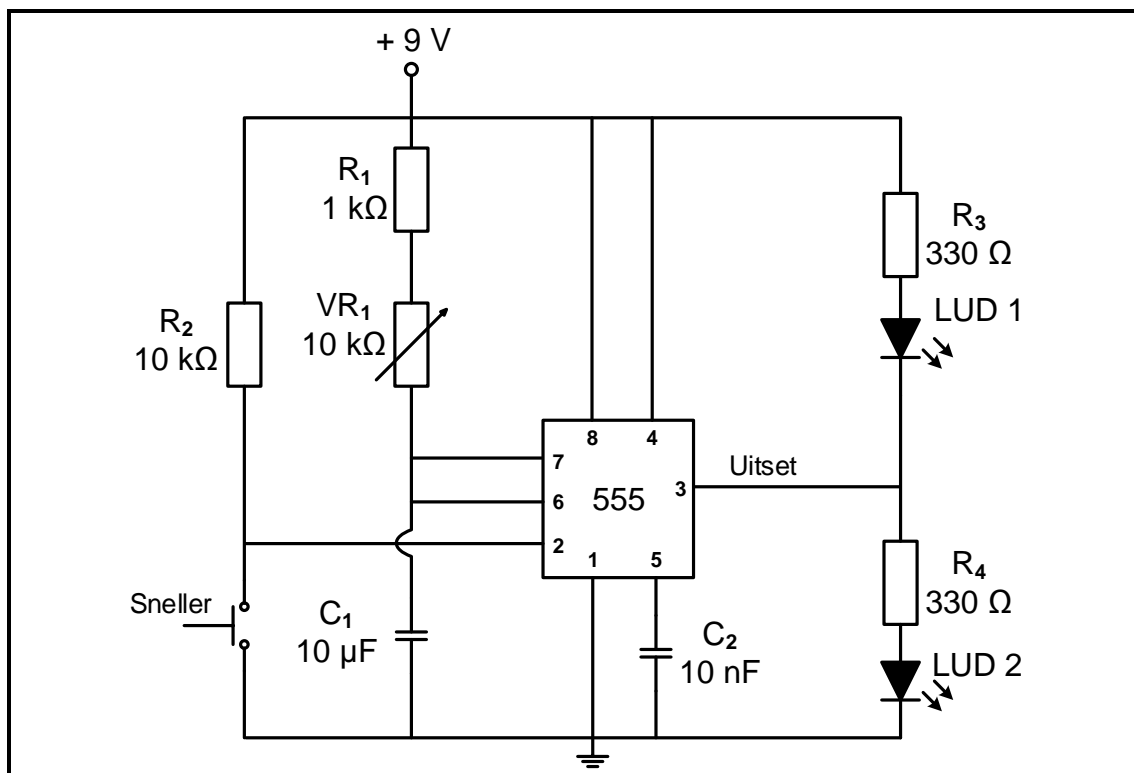 + 9 V
R1
1 kΩ
R3
330 Ω
LUD 1
VR1
10 kΩ
R2
10 kΩ
8
4
7
6
2
555
3
1
5
Uitset
R4
330 Ω
Sneller
C1
10 µF
C2
10 nF
LUD 2